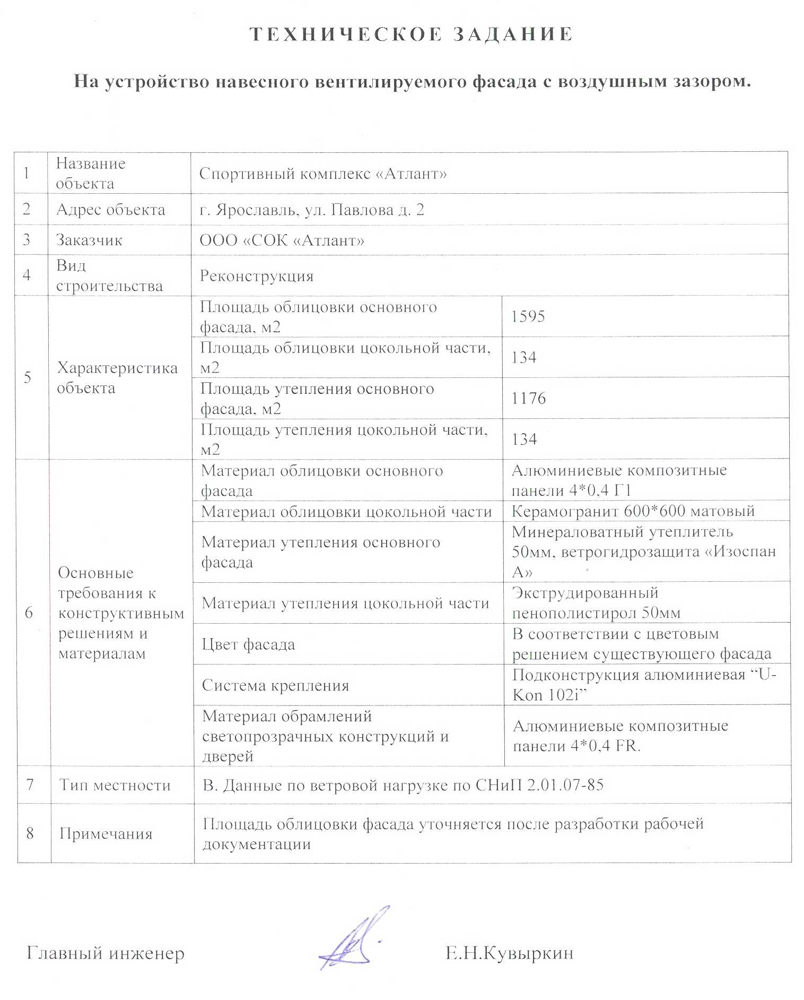 ТЕХНИЧЕСКОЕ ЗАДАНИЕ
На устройство навесного вентилируемого фасада с воздушным зазором.
1
Название
объекта
Спортивный комплекс «Атлант»
2
Адрес объекта
г. Ярославль, ул. Павлова д. 2
3
Заказчик
ООО «СОК «Атлант»
4
Вид
строительства
Реконструкция
5
Характеристика
объекта
Площадь облицовки основного
фасада, м2
1595
Площадь облицовки цокольной части,
м2
134
Площадь утепления основного
фасада, м2
1176
Площадь утепления цокольной части,
м2
134
6
Основные
требования к
конструктивным
решениям и
материалам
Материал облицовки основного
фасада
Алюминиевые композитные
панели 4*0,4 Г1
Материал облицовки цокольной части
Керамогранит 600*600 матовый
Материал утепления основного
фасада
Минераловатный утеплитель
50мм, ветрогидрозащита «Изоспан
А»
Материал утепления цокольной части
Экструдированный
пенополистирол 50мм
Цвет фасада
В соответствии с цветовым
решением существующего фасада
Система крепления
Подконструкция алюминиевая “U-
Kon 102i”
Материал обрамлений
светопрозрачных конструкций и
дверей
Алюминиевые композитные
панели 4*0,4 FR.
7
Тип местности
В. Данные по ветровой нагрузке по СНиП 2.01.07-85
8
Примечания
Площадь облицовки фасада уточняется после разработки рабочей
документации
Главный инженер
Е.Н.Кувыркин